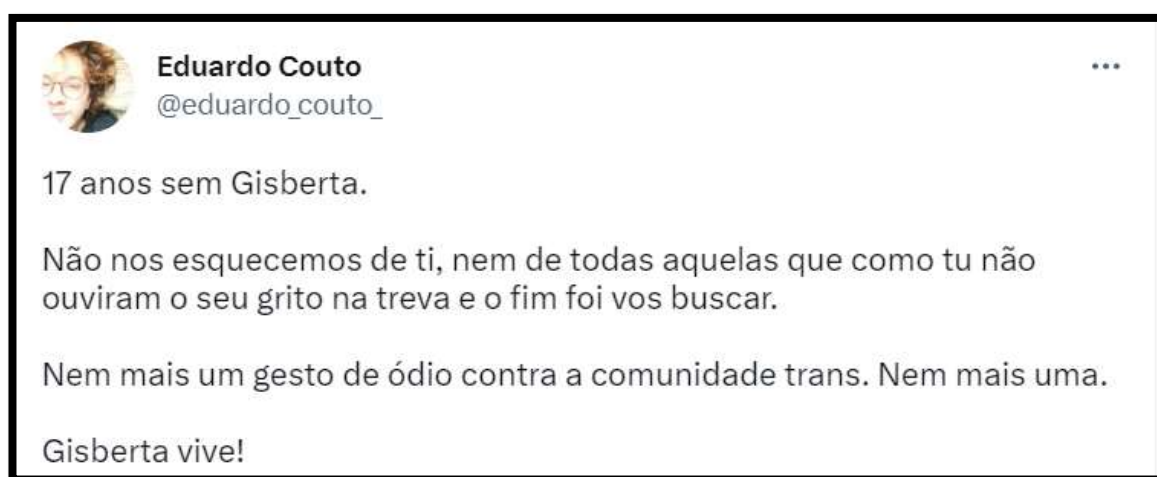 Eduardo Couto
@eduardo_couto_
17 anos sem Gisberta.
Não nos esquecemos de ti, nem de todas aquelas que como tu não
ouviram o seu grito na treva e o fim foi vos buscar.
Nem mais um gesto de ódio contra a comunidade trans. Nem mais uma.
Gisberta vive!